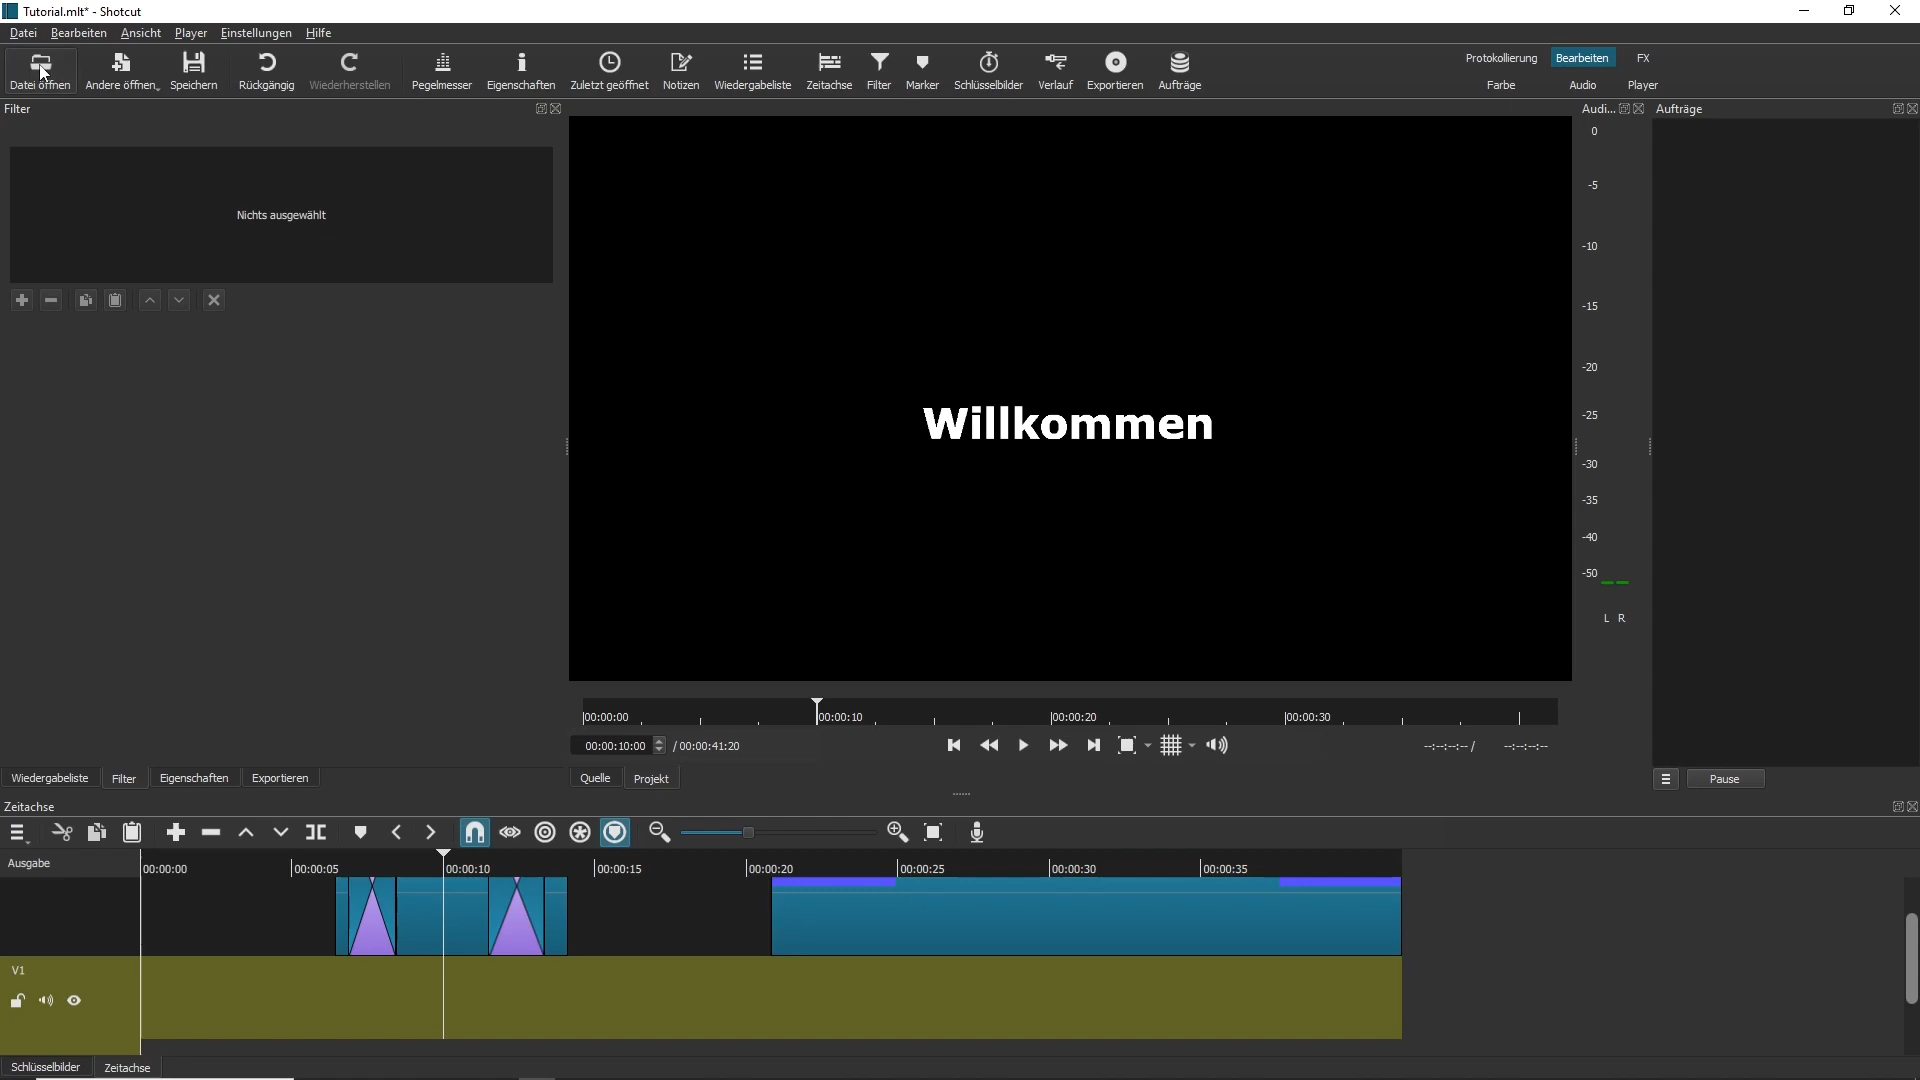 Tutorial.mlt* - Shotcut
Datei Bearbeiten Ansicht Player Einstellungen Hilfe
Datei öffnen Andere öffnen Speichern Rückgängig Wiederherstellen Pegelmesser Eigenschaften Zuletzt geöffnet Notizen Wiedergabeliste Zeitachse Filter Marker Schlüsselbilder Verlauf Exportieren Aufträge
Protokollierung Bearbeiten FX
Farbe Audio Player
Filter
Audi... Aufträge
Nichts ausgewählt
Willkommen
0
-5
-10
-15
-20
-25
-30
-35
-40
-50
L R
00:00:00 00:00:10 00:00:20 00:00:30
00:00:10:00 / 00:00:41:20 --:--:--:-- / --:--:--:--
Wiedergabeliste Filter Eigenschaften Exportieren Quelle Projekt Pause
Zeitachse
Ausgabe 00:00:00 00:00:05 00:00:10 00:00:15 00:00:20 00:00:25 00:00:30 00:00:35
V1
Schlüsselbilder Zeitachse